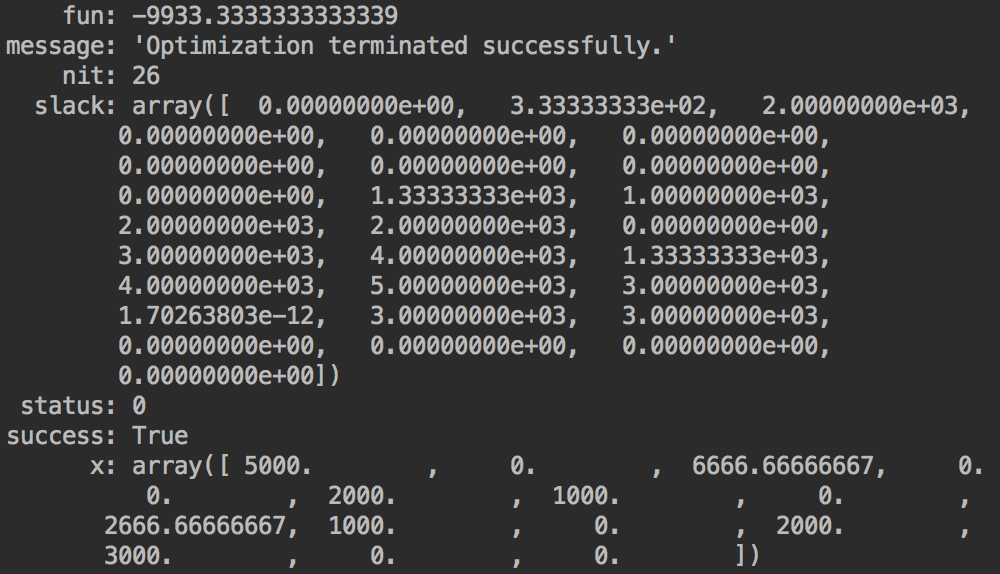 fun: -9933.3333333333339
message: 'Optimization terminated successfully.'
    nit: 26
  slack: array([  0.00000000e+00,   3.33333333e+02,   2.00000000e+03,
        0.00000000e+00,   0.00000000e+00,   0.00000000e+00,
        0.00000000e+00,   0.00000000e+00,   0.00000000e+00,
        0.00000000e+00,   1.33333333e+03,   1.00000000e+03,
        2.00000000e+03,   2.00000000e+03,   0.00000000e+00,
        3.00000000e+03,   4.00000000e+03,   1.33333333e+03,
        4.00000000e+03,   5.00000000e+03,   3.00000000e+03,
        1.70263803e-12,   3.00000000e+03,   3.00000000e+03,
        0.00000000e+00,   0.00000000e+00,   0.00000000e+00,
        0.00000000e+00])
 status: 0
success: True
      x: array([ 5000.        ,     0.        ,  6666.66666667,     0.
          0.        ,  2000.        ,  1000.        ,     0.        ,
       2666.66666667,  1000.        ,     0.        ,  2000.        ,
       3000.        ,     0.        ,     0.        ])